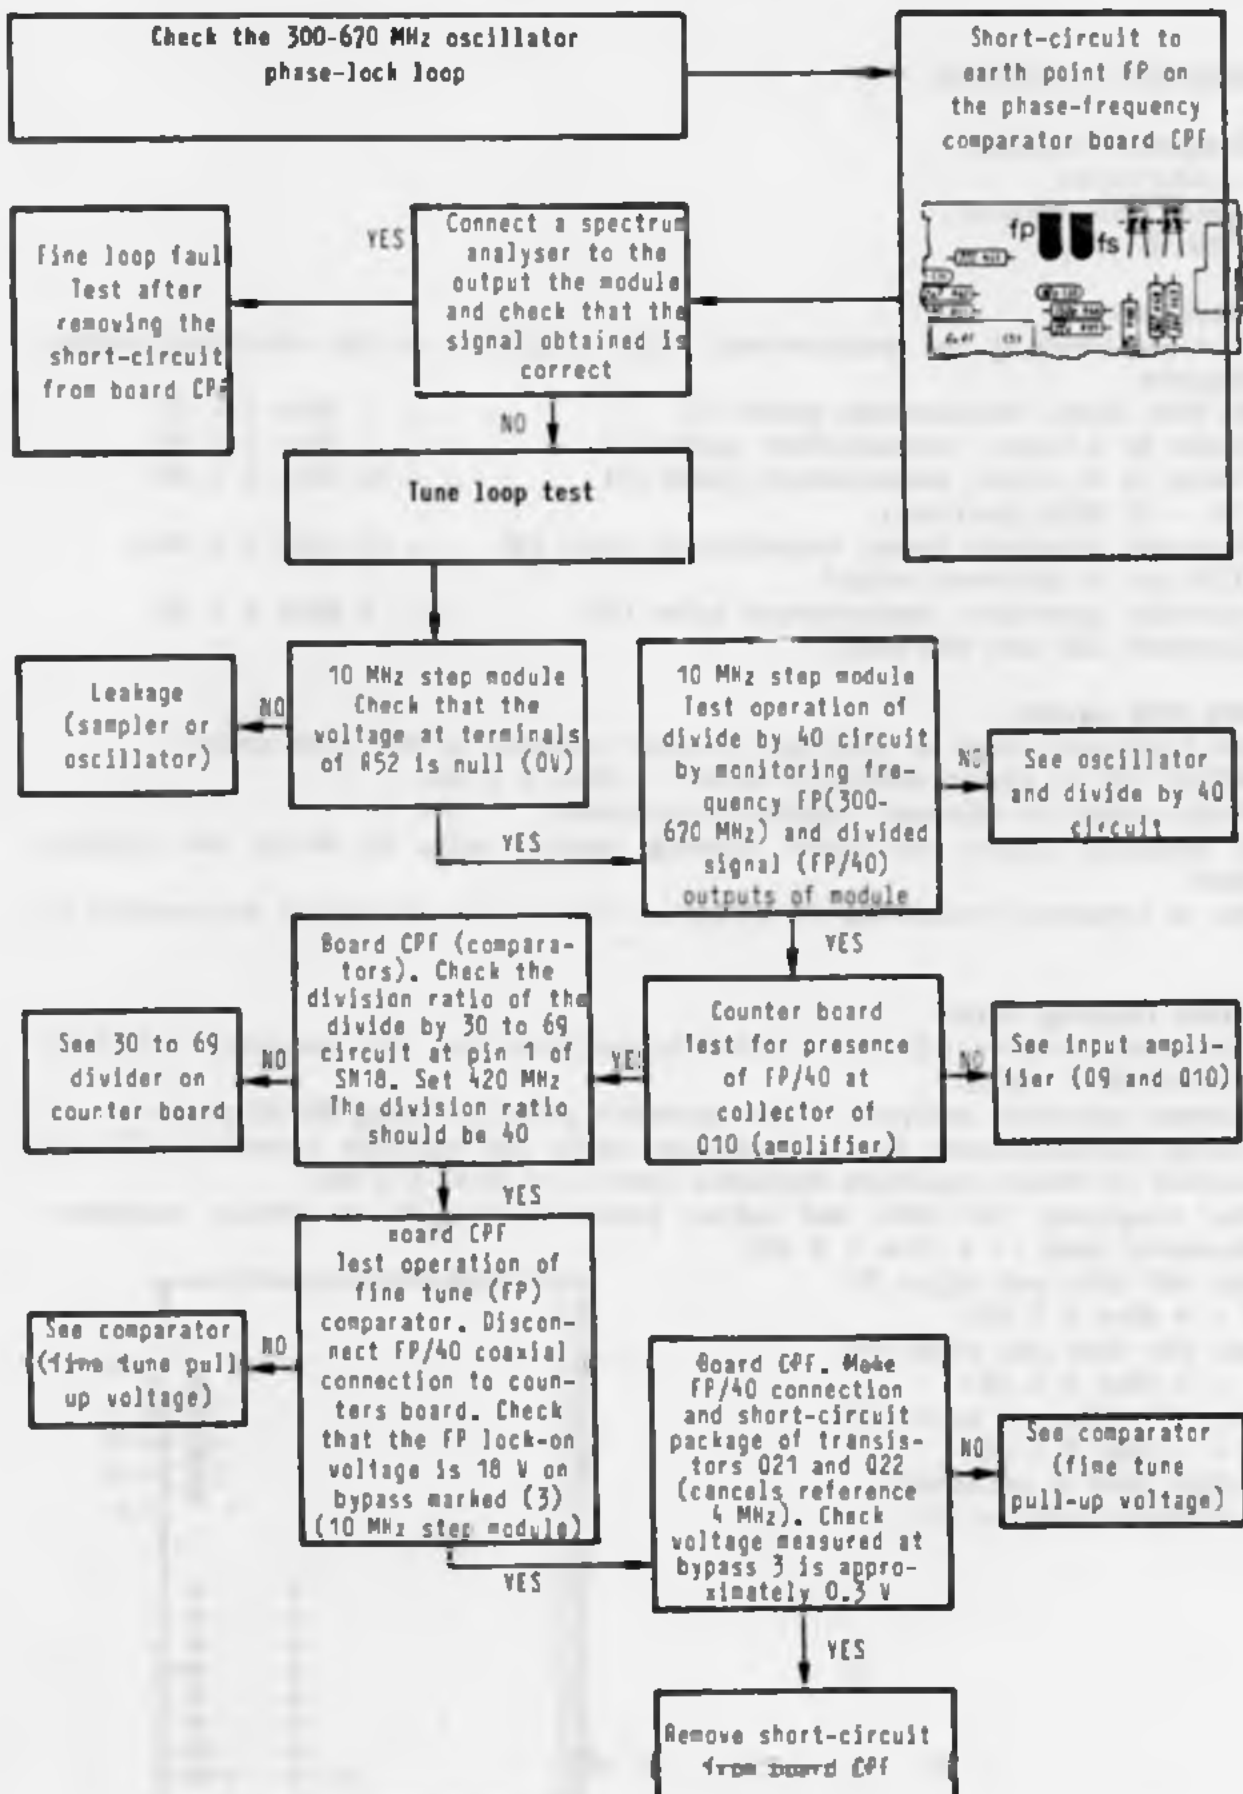 Check the 300-670 MHz oscillator
phase-lock loop
Short-circuit to
earth point FP on
the phase-frequency
comparator board CPF
fp
fs
Connect a spectrum
analyser to the
output the module
and check that the
signal obtained is
correct
YES
Fine loop fault
Test after
removing the
short-circuit
from board CPF
NO
Tune loop test
10 MHz step module
Check that the
voltage at terminals
of R52 is null (0V)
NO
Leakage
(sampler or
oscillator)
YES
10 MHz step module
Test operation of
divide by 40 circuit
by monitoring fre-
quency FP(300-
670 MHz) and divided
signal (FP/40)
outputs of module
NO
See oscillator
and divide by 40
circuit
YES
Counter board
Test for presence
of FP/40 at
collector of
Q10 (amplifier)
NO
See input ampli-
fier (Q9 and Q10)
YES
Board CPF (compara-
tors). Check the
division ratio of the
divide by 30 to 69
circuit at pin 1 of
SN18. Set 420 MHz
The division ratio
should be 40
NO
See 30 to 69
divider on
counter board
YES
Board CPF
Test operation of
fine tune (FP)
comparator. Discon-
nect FP/40 coaxial
connection to coun-
ters board. Check
that the FP lock-on
voltage is 18 V on
bypass marked (3)
(10 MHz step module)
NO
See comparator
(fine tune pull
up voltage)
YES
Board CPF. Make
FP/40 connection
and short-circuit
package of transis-
tors Q21 and Q22
(cancels reference
4 MHz). Check
voltage measured at
bypass 3 is appro-
ximately 0.3 V
NO
See comparator
(fine tune
pull-up voltage)
YES
Remove short-circuit
from board CPF